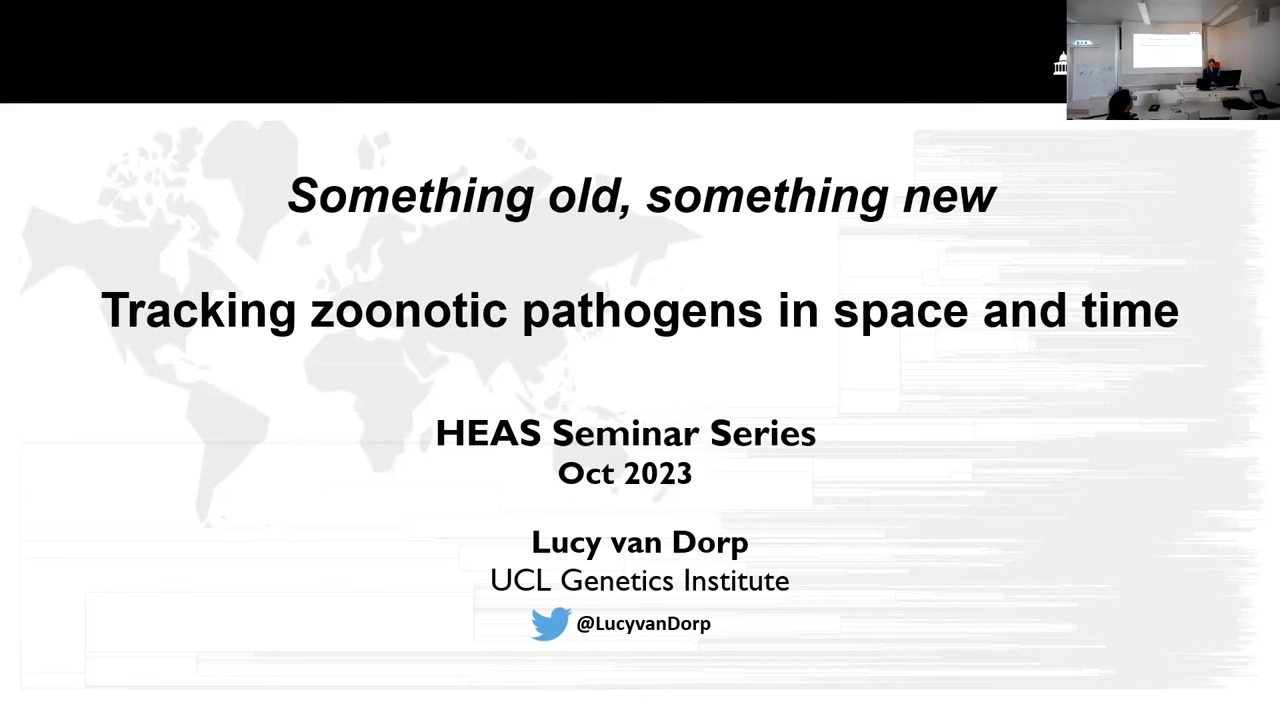 Something old, something new
Tracking zoonotic pathogens in space and time
HEAS Seminar Series
Oct 2023
Lucy van Dorp
UCL Genetics Institute
@LucyvanDorp